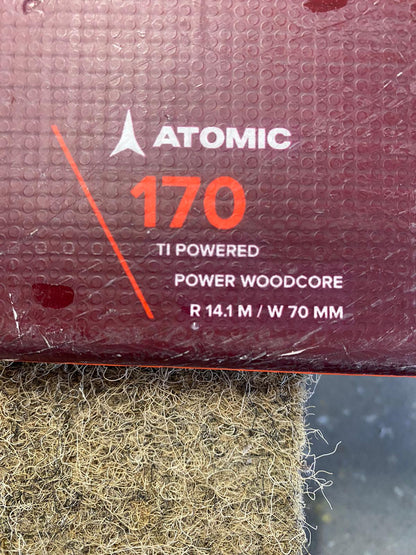 ATOMIC
170
TI POWERED
POWER WOODCORE
R 14.1 M / W 70 MM